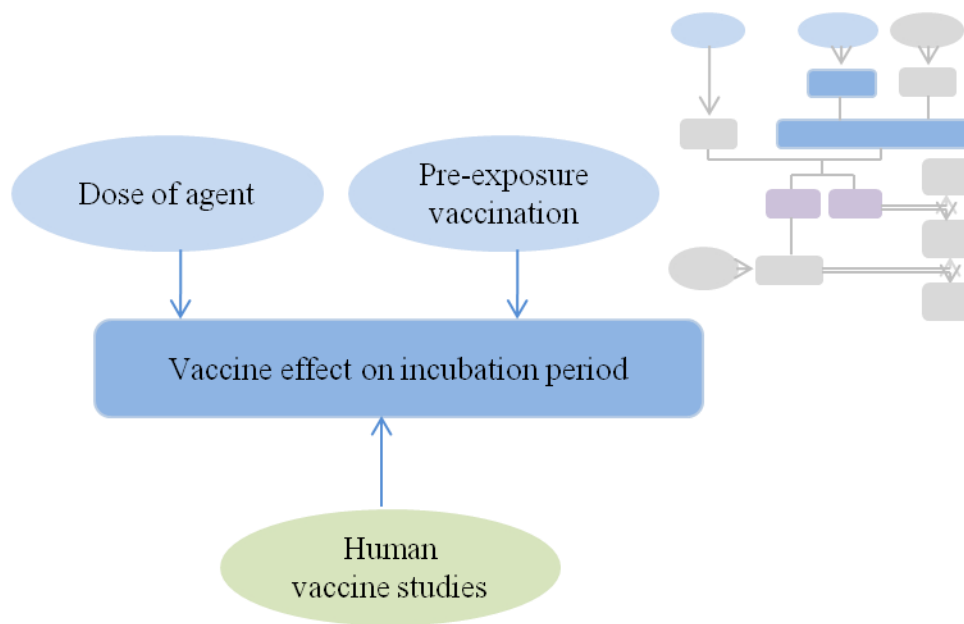 Dose of agent
Pre-exposure
vaccination
Vaccine effect on incubation period
Human
vaccine studies